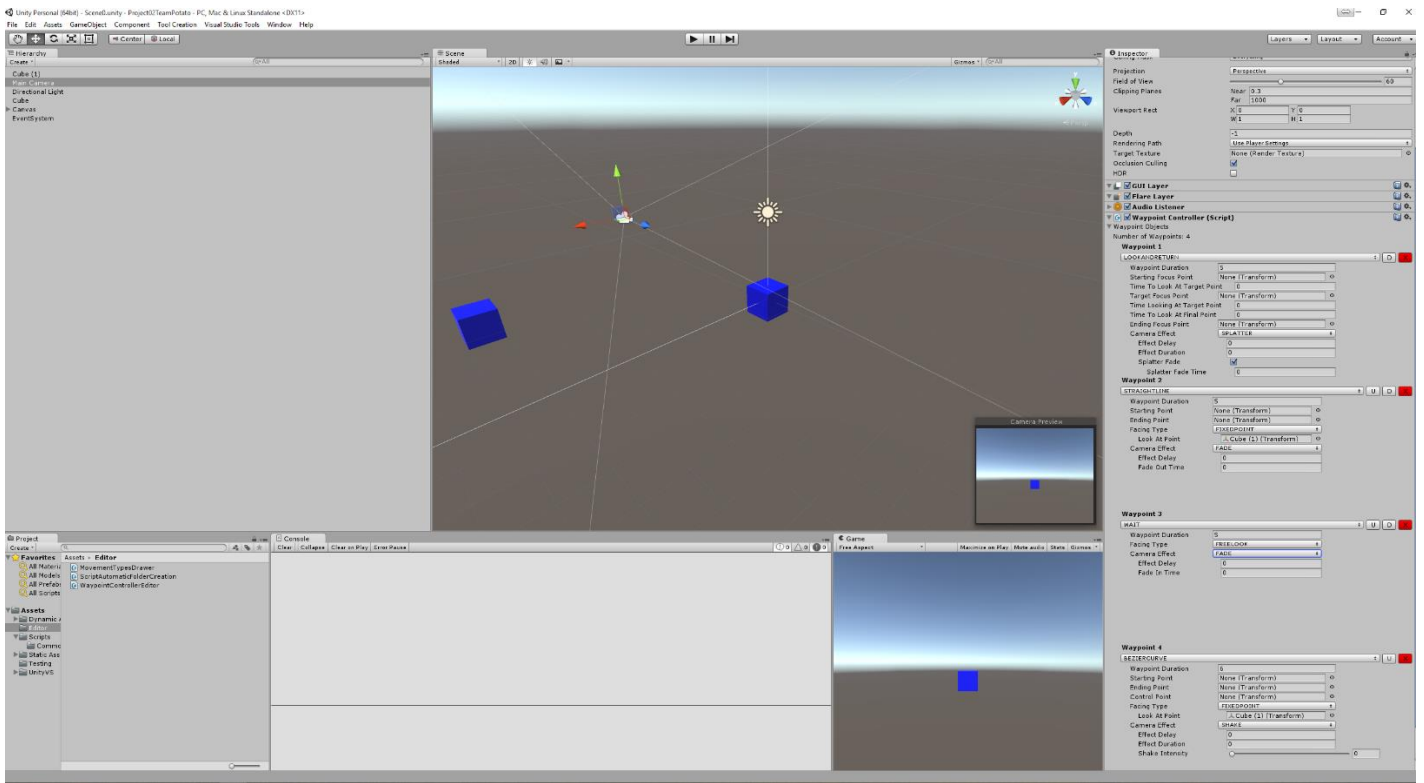 Unity Personal (64bit) - Scene0.unity - Project02TeamPotato - PC, Mac & Linux Standalone <DX11>
File Edit Assets GameObject Component Tool Creation Visual Studio Tools Window Help
Center Local
Layers Layout Account
Hierarchy
Create
Cube (1)
Main Camera
Directional Light
Cube
Canvas
EventSystem
Scene
Shaded 2D Gizmos
Persp
Camera Preview
Project
Create
Favorites
All Materia
All Models
All Prefabs
All Scripts
Assets
Dynamic A
Editor
Scripts
Commo
Static Ass
Testing
UnityVS
Assets Editor
MovementTypesDrawer
ScriptAutomaticFolderCreation
WaypointControllerEditor
Console
Clear Collapse Clear on Play Error Pause 0 0 0
Game
Free Aspect Maximize on Play Mute audio Stats Gizmos
Inspector
Projection Perspective
Field of View 60
Clipping Planes Near 0.3
Far 1000
Viewport Rect X 0 Y 0
W 1 H 1
Depth -1
Rendering Path Use Player Settings
Target Texture None (Render Texture)
Occlusion Culling
HDR
GUI Layer
Flare Layer
Audio Listener
Waypoint Controller (Script)
Waypoint Objects
Number of Waypoints: 4
Waypoint 1
LOOKANDRETURN D
Waypoint Duration 5
Starting Focus Point None (Transform)
Time To Look At Target Point 0
Target Focus Point None (Transform)
Time Looking At Target Point 0
Time To Look At Final Point 0
Ending Focus Point None (Transform)
Camera Effect SPLATTER
Effect Delay 0
Effect Duration 0
Splatter Fade
Splatter Fade Time 0
Waypoint 2
STRAIGHTLINE U D
Waypoint Duration 5
Starting Point None (Transform)
Ending Point None (Transform)
Facing Type FIXEDPOINT
Look At Point Cube (1) (Transform)
Camera Effect FADE
Effect Delay 0
Fade Out Time 0
Waypoint 3
WAIT U D
Waypoint Duration 5
Facing Type FREELOOK
Camera Effect FADE
Effect Delay 0
Fade In Time 0
Waypoint 4
BEZIERCURVE U
Waypoint Duration 5
Starting Point None (Transform)
Ending Point None (Transform)
Control Point None (Transform)
Facing Type FIXEDPOINT
Look At Point Cube (1) (Transform)
Camera Effect SHAKE
Effect Delay 0
Effect Duration 0
Shake Intensity 0